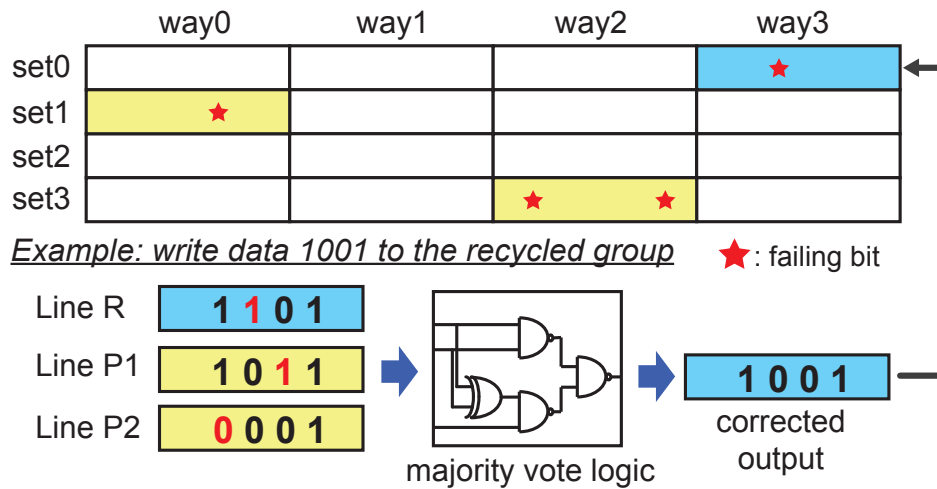 way0 way1 way2 way3
set0
set1
set2
set3
Example: write data 1001 to the recycled group
★: failing bit
Line R 1 1 0 1
Line P1 1 0 1 1
Line P2 0 0 0 1
majority vote logic
1 0 0 1
corrected
output